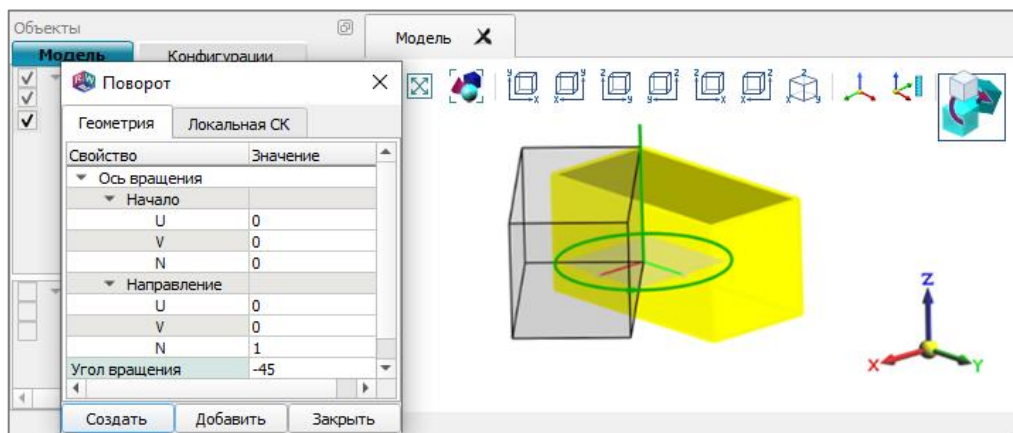 Объекты
Модель
Конфигурации
Модель
Поворот
Геометрия
Локальная СК
Свойство Значение
Ось вращения
Начало
U 0
V 0
N 0
Направление
U 0
V 0
N 1
Угол вращения -45
Создать Добавить Закрыть
Z
X
Y